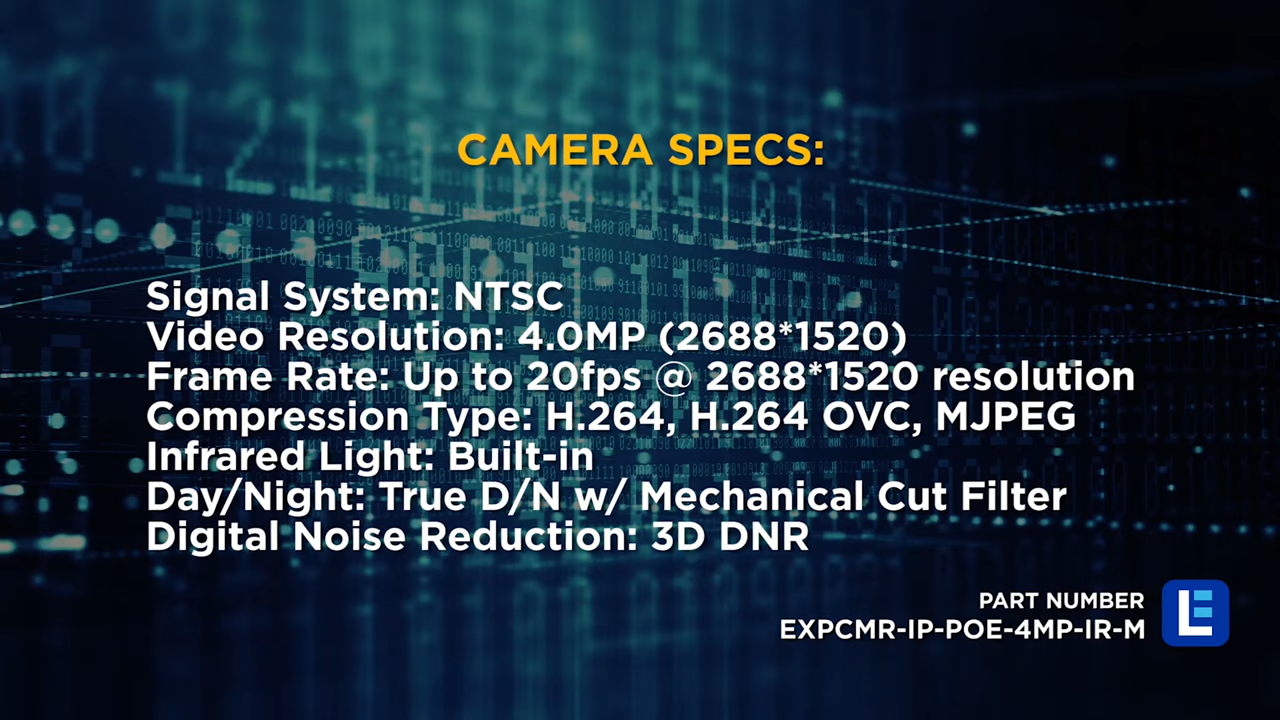 CAMERA SPECS:
Signal System: NTSC
Video Resolution: 4.0MP (2688*1520)
Frame Rate: Up to 20fps @ 2688*1520 resolution
Compression Type: H.264, H.264 OVC, MJPEG
Infrared Light: Built-in
Day/Night: True D/N w/ Mechanical Cut Filter
Digital Noise Reduction: 3D DNR
PART NUMBER
EXPCMR-IP-POE-4MP-IR-M
LE